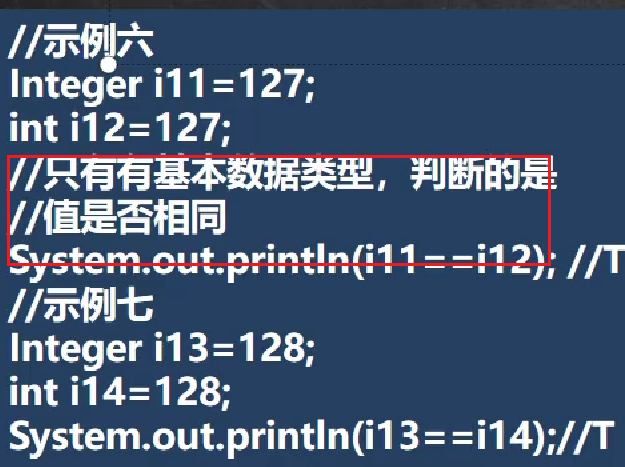 //示例六
Integer i11=127;
int i12=127;
//只有有基本数据类型，判断的是
//值是否相同
System.out.println(i11==i12); //T
//示例七
Integer i13=128;
int i14=128;
System.out.println(i13==i14);//T